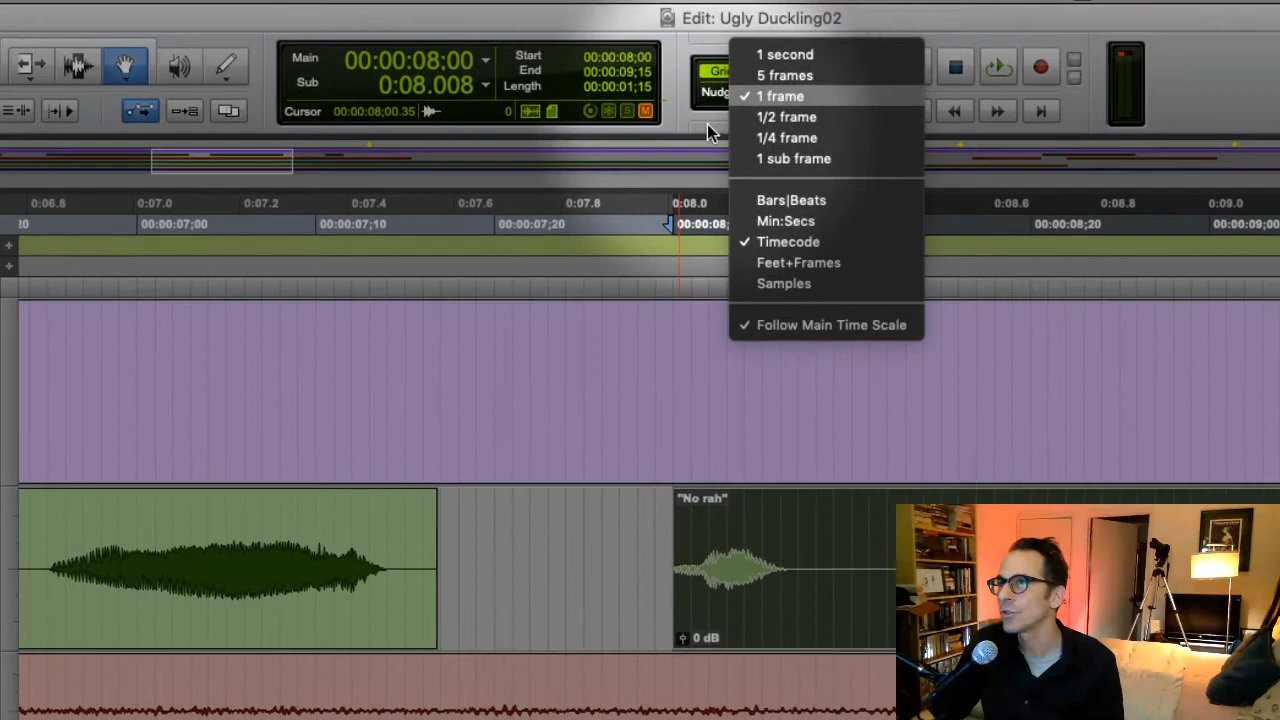 Edit: Ugly Duckling02
Main 00:00:08:00
Sub 0:08.008
Start 00:00:08:00
End 00:00:09:15
Length 00:00:01:15
Cursor 00:00:08:00.35 0
S M
Gri
Nudg
1 second
5 frames
✓ 1 frame
1/2 frame
1/4 frame
1 sub frame
Bars|Beats
Min:Secs
✓ Timecode
Feet+Frames
Samples
✓ Follow Main Time Scale
0:06.8 0:07.0 0:07.2 0:07.4 0:07.6 0:07.8 0:08.0 0:08.6 0:08.8 0:09.0
:20 00:00:07;00 00:00:07;10 00:00:07;20 00:00:08; 00:00:08;20 00:00:09;00
"No rah"
0 dB